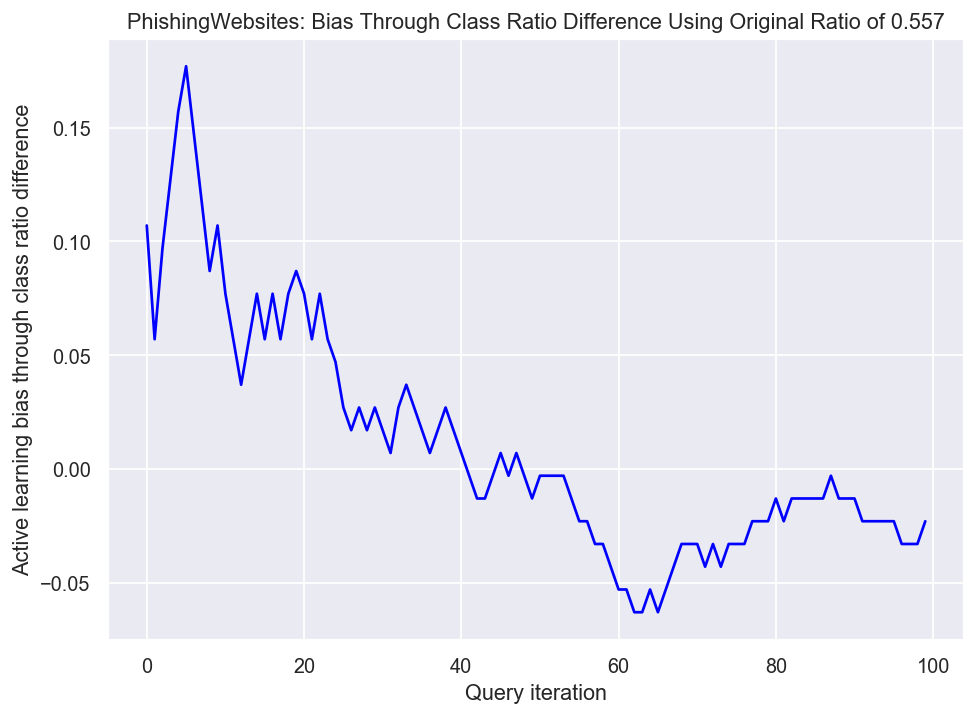 PhishingWebsites: Bias Through Class Ratio Difference Using Original Ratio of 0.557
Active learning bias through class ratio difference
0.15
0.10
0.05
0.00
−0.05
0 20 40 60 80 100
Query iteration